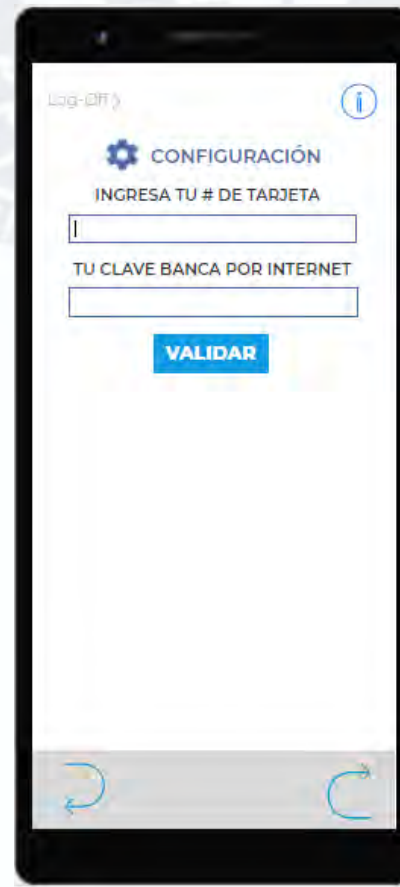 Log-Off
i
CONFIGURACIÓN
INGRESA TU # DE TARJETA
TU CLAVE BANCA POR INTERNET
VALIDAR